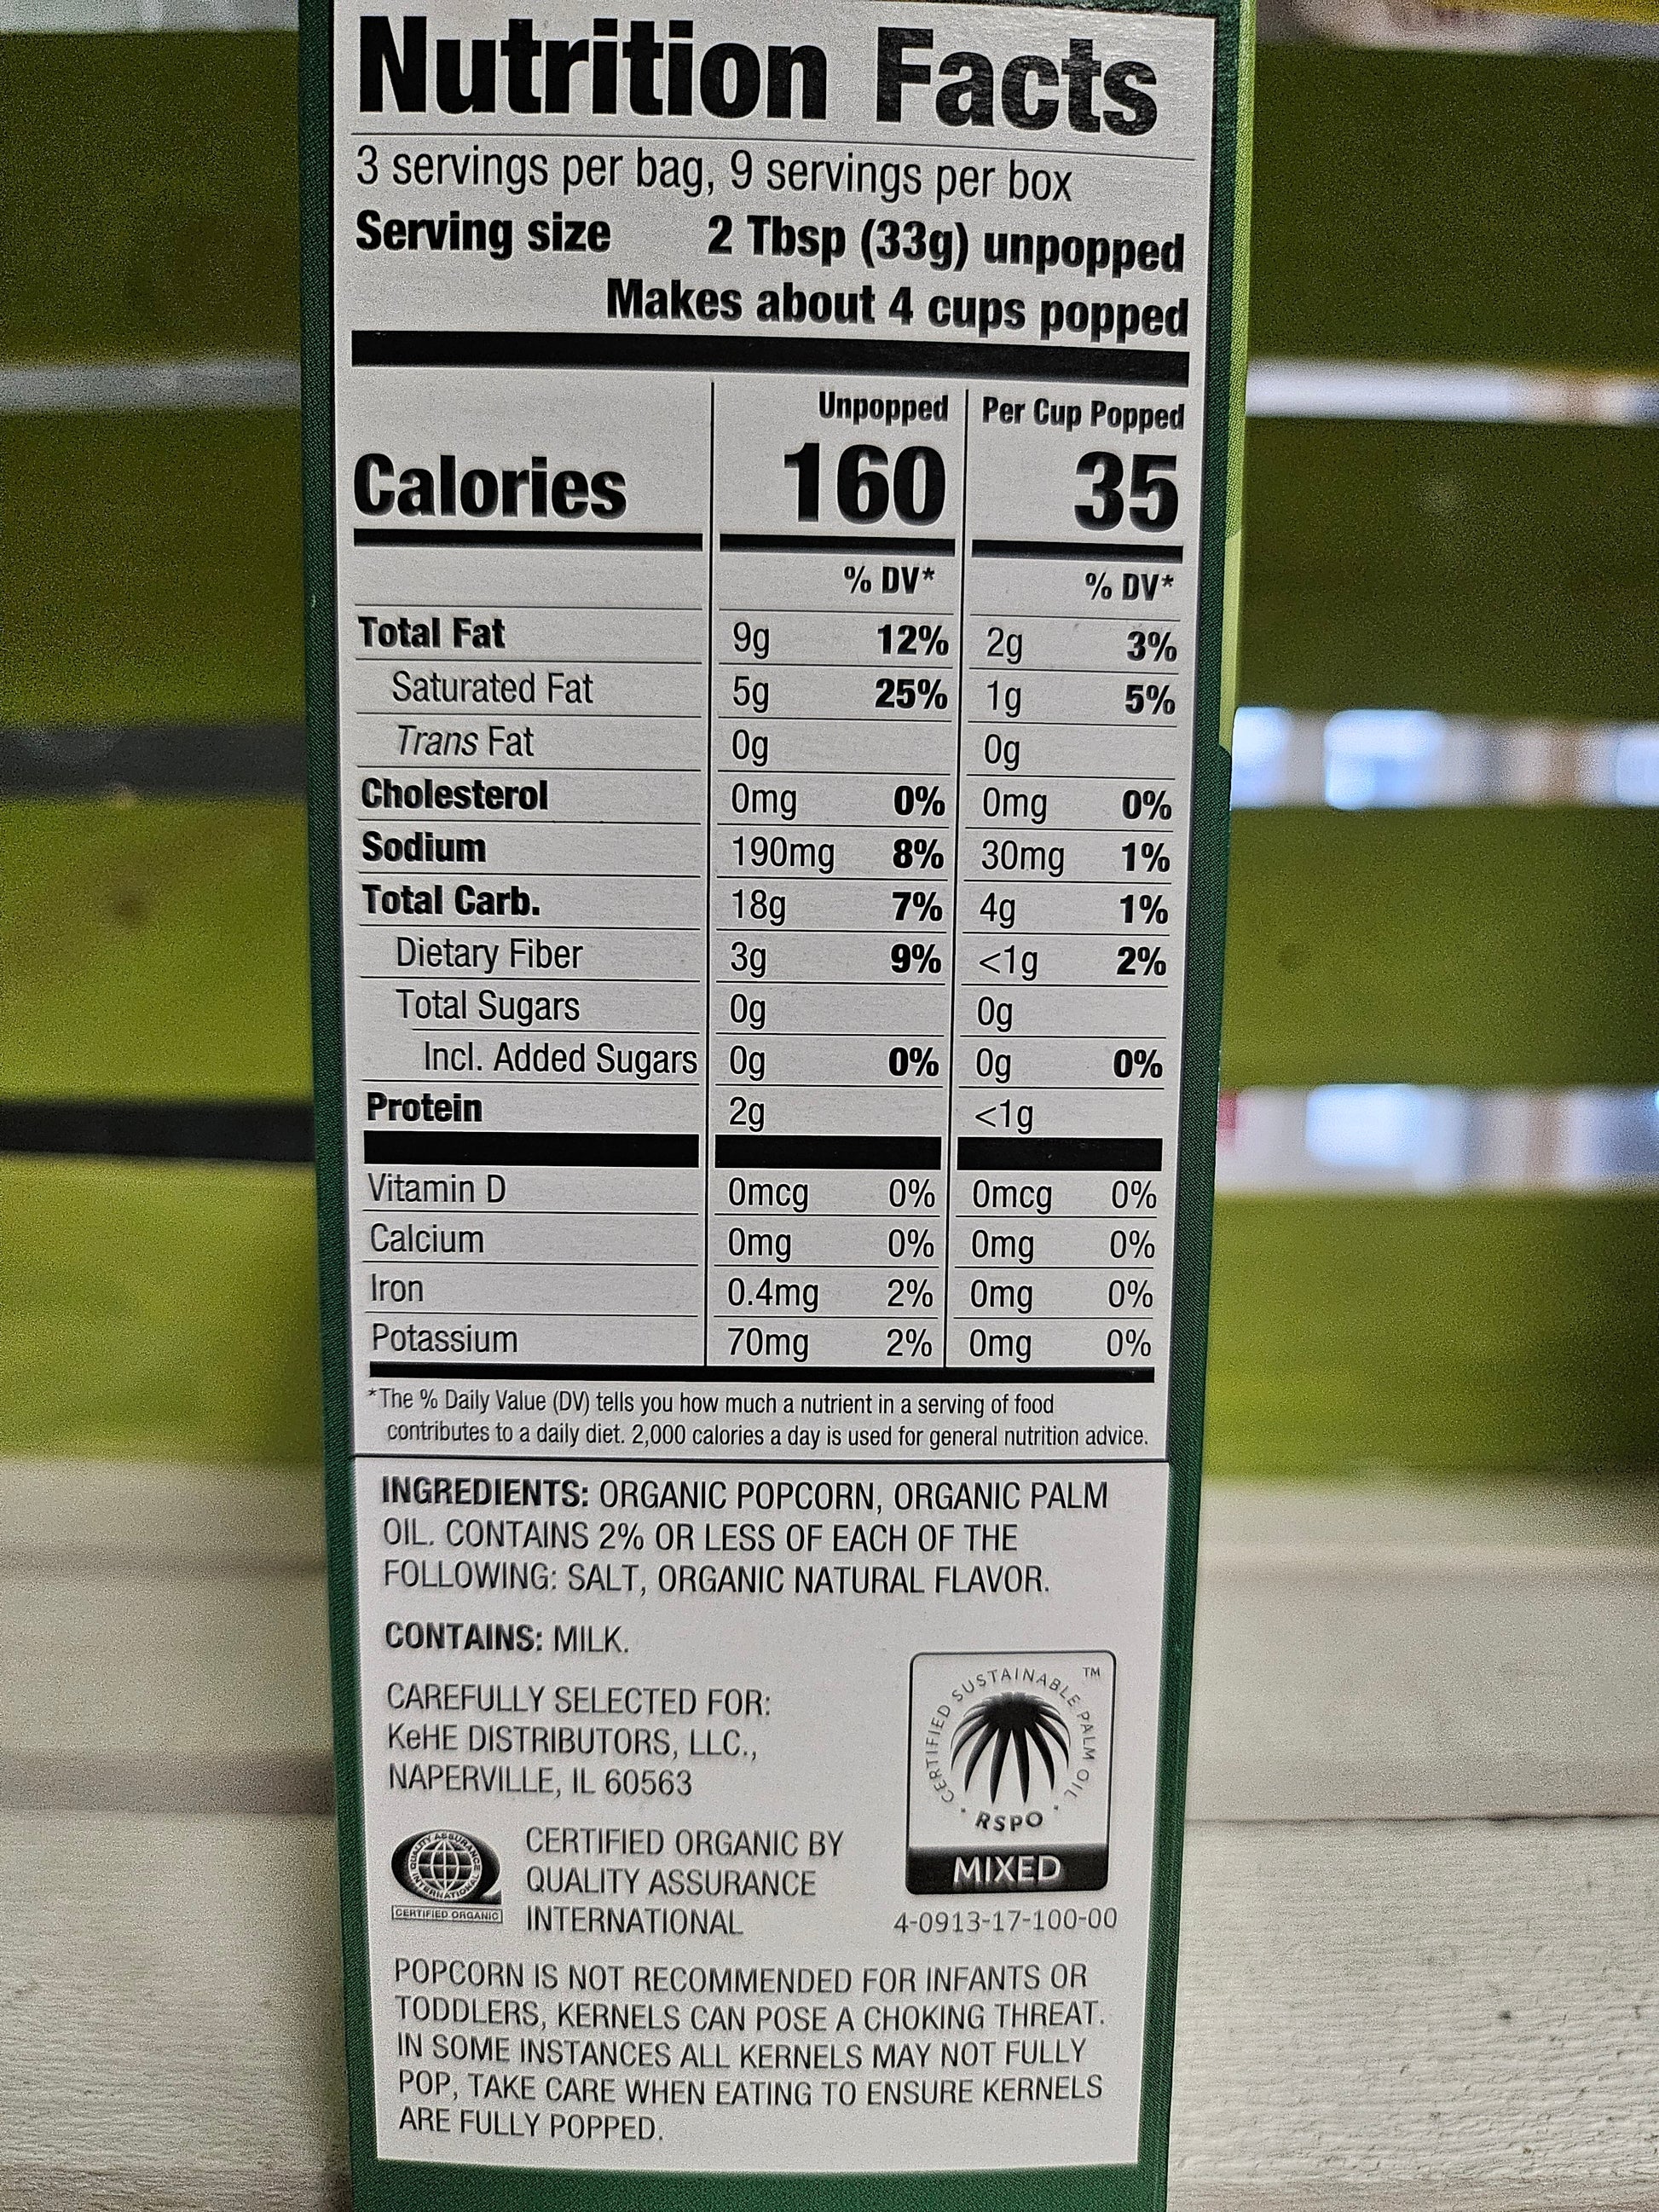 Nutrition Facts
3 servings per bag, 9 servings per box
Serving size 2 Tbsp (33g) unpopped
Makes about 4 cups popped
Unpopped Per Cup Popped
Calories 160 35
% DV* % DV*
Total Fat 9g 12% 2g 3%
Saturated Fat 5g 25% 1g 5%
Trans Fat 0g 0g
Cholesterol 0mg 0% 0mg 0%
Sodium 190mg 8% 30mg 1%
Total Carb. 18g 7% 4g 1%
Dietary Fiber 3g 9% <1g 2%
Total Sugars 0g 0g
Incl. Added Sugars 0g 0% 0g 0%
Protein 2g <1g
Vitamin D 0mcg 0% 0mcg 0%
Calcium 0mg 0% 0mg 0%
Iron 0.4mg 2% 0mg 0%
Potassium 70mg 2% 0mg 0%
*The % Daily Value (DV) tells you how much a nutrient in a serving of food
contributes to a daily diet. 2,000 calories a day is used for general nutrition advice.
INGREDIENTS: ORGANIC POPCORN, ORGANIC PALM
OIL. CONTAINS 2% OR LESS OF EACH OF THE
FOLLOWING: SALT, ORGANIC NATURAL FLAVOR.
CONTAINS: MILK.
CAREFULLY SELECTED FOR:
KeHE DISTRIBUTORS, LLC.,
NAPERVILLE, IL 60563
CERTIFIED SUSTAINABLE PALM OIL TM
RSPO
MIXED
4-0913-17-100-00
QUALITY ASSURANCE INTERNATIONAL
CERTIFIED ORGANIC
CERTIFIED ORGANIC BY
QUALITY ASSURANCE
INTERNATIONAL
POPCORN IS NOT RECOMMENDED FOR INFANTS OR
TODDLERS, KERNELS CAN POSE A CHOKING THREAT.
IN SOME INSTANCES ALL KERNELS MAY NOT FULLY
POP, TAKE CARE WHEN EATING TO ENSURE KERNELS
ARE FULLY POPPED.